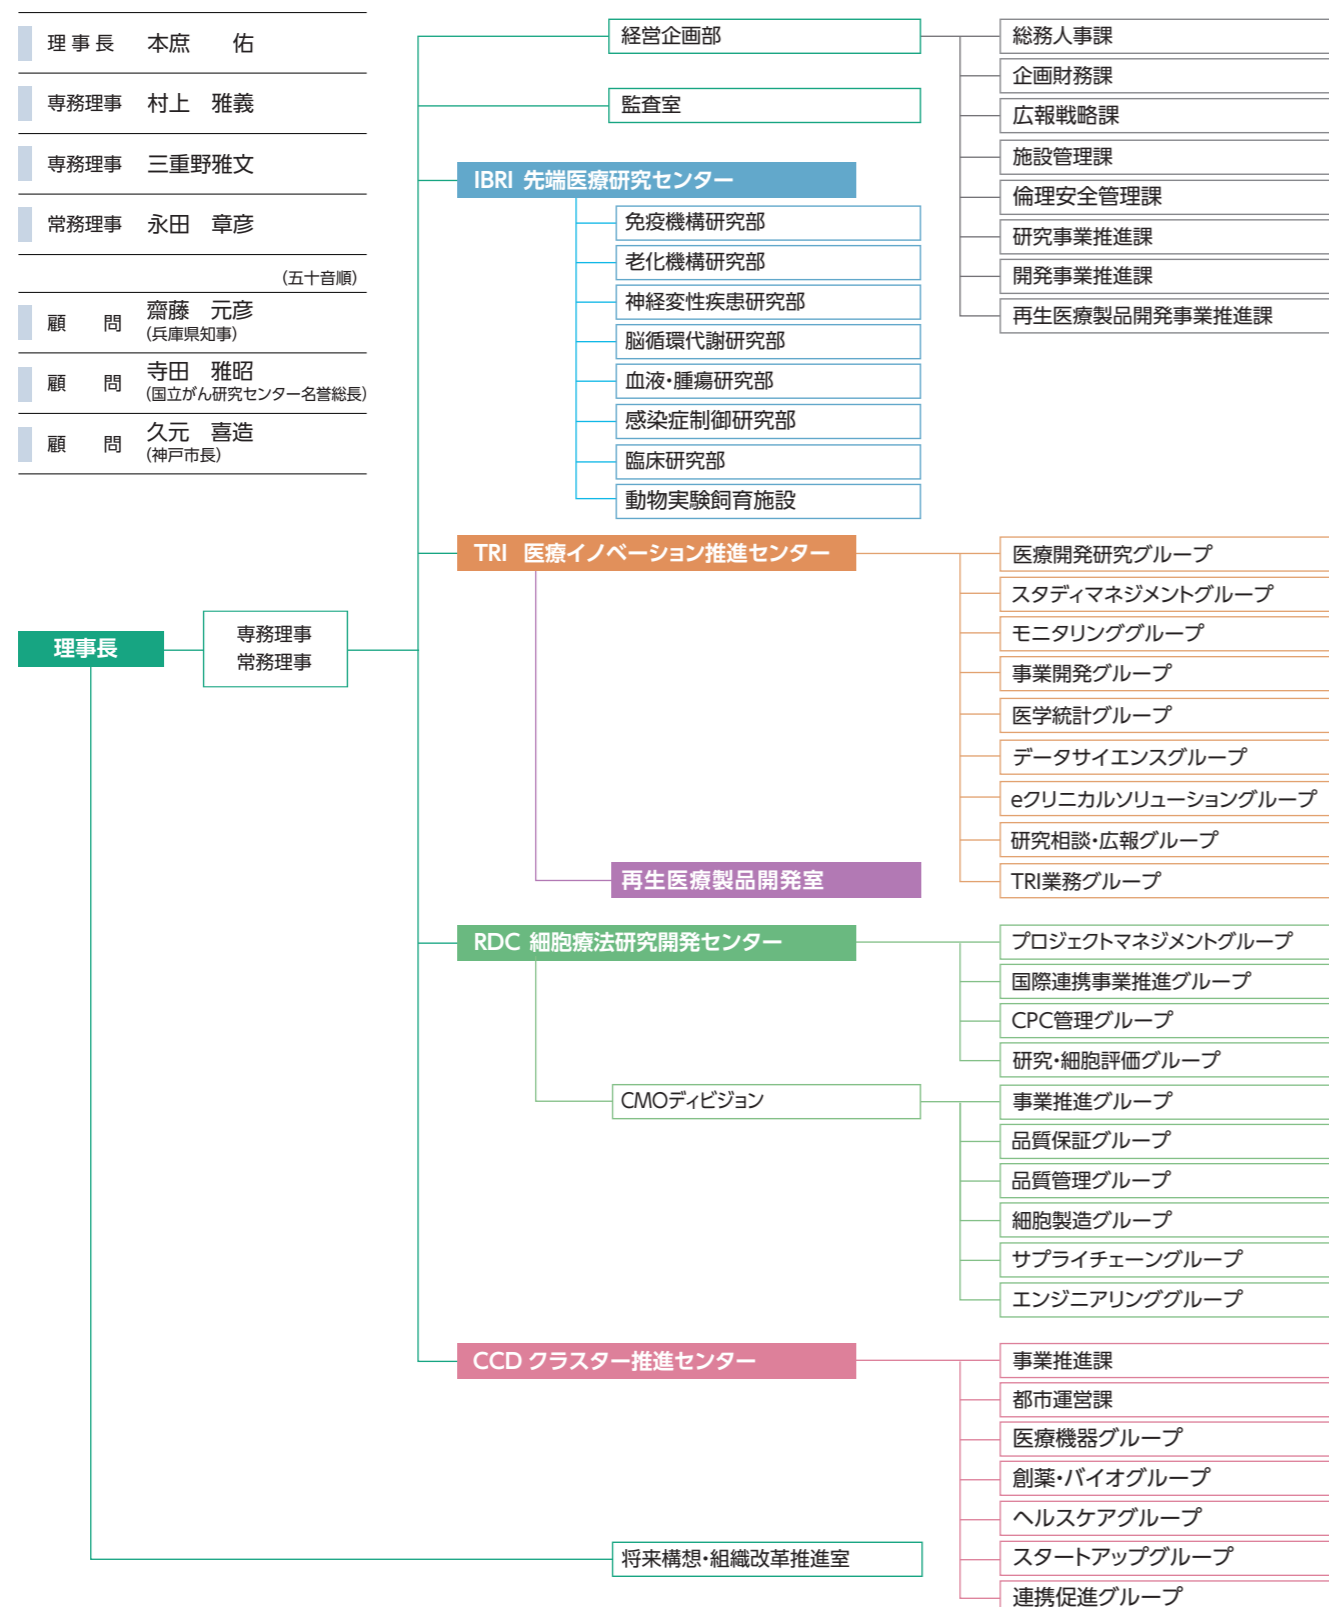 理事長 本庶 佑
専務理事 村上 雅義
専務理事 三重野雅文
常務理事 永田 章彦
(五十音順)
顧問 齋藤 元彦
(兵庫県知事)
顧問 寺田 雅昭
(国立がん研究センター名誉総長)
顧問 久元 喜造
(神戸市長)
理事長
専務理事
常務理事
経営企画部
総務人事課
企画財務課
広報戦略課
施設管理課
倫理安全管理課
研究事業推進課
開発事業推進課
再生医療製品開発事業推進課
監査室
IBRI 先端医療研究センター
免疫機構研究部
老化機構研究部
神経変性疾患研究部
脳循環代謝研究部
血液・腫瘍研究部
感染症制御研究部
臨床研究部
動物実験飼育施設
TRI 医療イノベーション推進センター
医療開発研究グループ
スタディマネジメントグループ
モニタリンググループ
事業開発グループ
医学統計グループ
データサイエンスグループ
eクリニカルソリューショングループ
研究相談・広報グループ
TRI業務グループ
再生医療製品開発室
RDC 細胞療法研究開発センター
プロジェクトマネジメントグループ
国際連携事業推進グループ
CPC管理グループ
研究・細胞評価グループ
CMOディビジョン
事業推進グループ
品質保証グループ
品質管理グループ
細胞製造グループ
サプライチェーングループ
エンジニアリンググループ
CCD クラスター推進センター
事業推進課
都市運営課
医療機器グループ
創薬・バイオグループ
ヘルスケアグループ
スタートアップグループ
連携促進グループ
将来構想・組織改革推進室